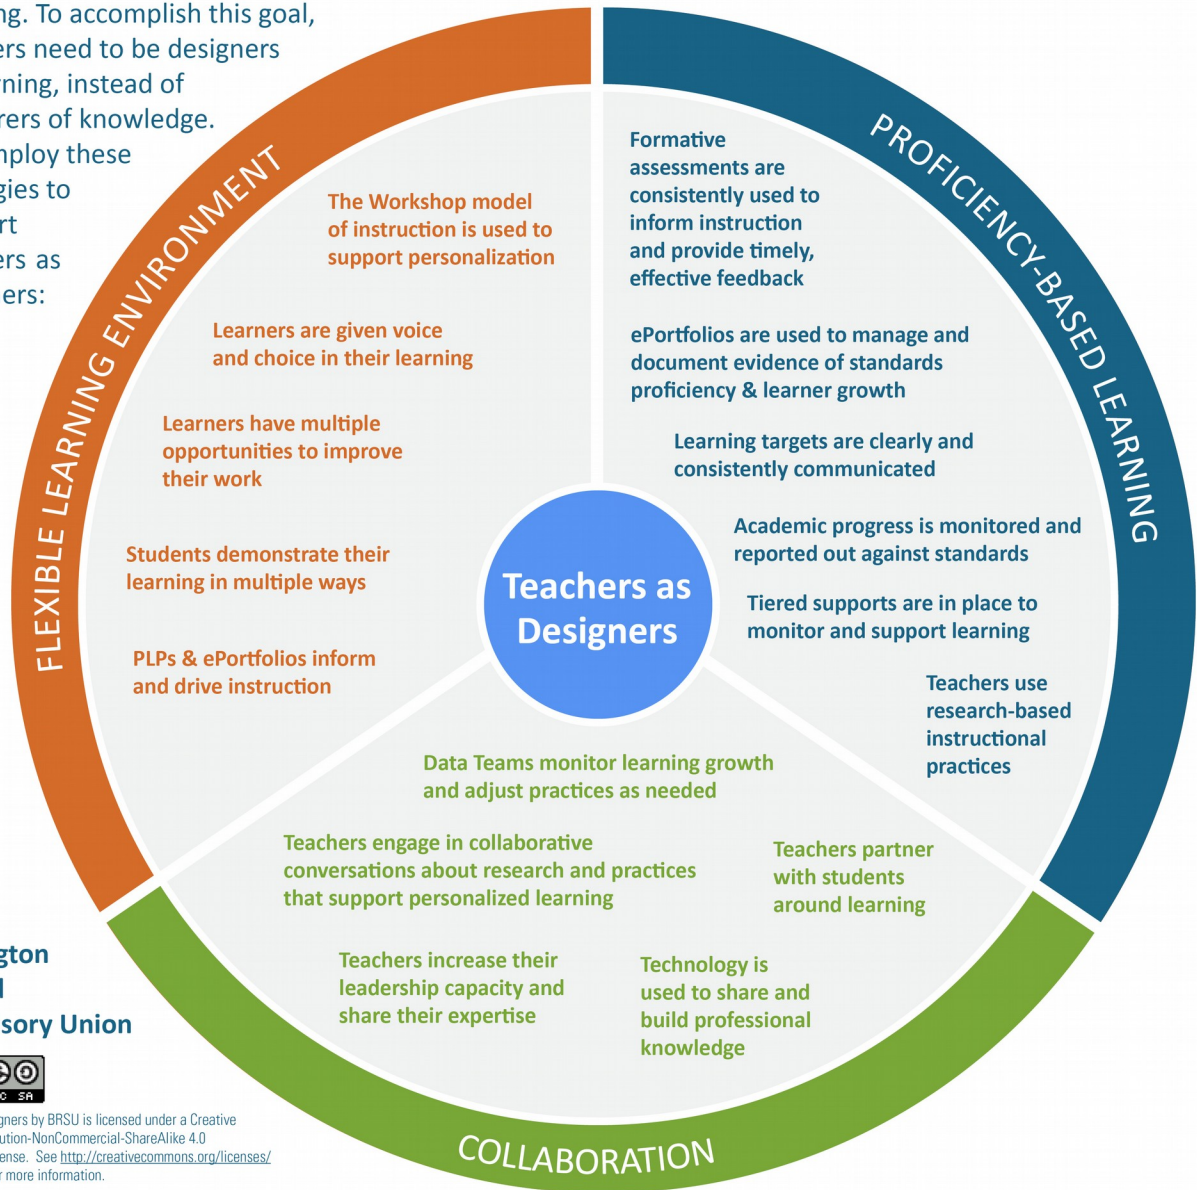 ng. To accomplish this goal,
ers need to be designers
rning, instead of
rers of knowledge.
mploy these
gies to
rt
ers as
ers:
FLEXIBLE LEARNING ENVIRONMENT
The Workshop model
of instruction is used to
support personalization
Learners are given voice
and choice in their learning
Learners have multiple
opportunities to improve
their work
Students demonstrate their
learning in multiple ways
PLPs & ePortfolios inform
and drive instruction
PROFICIENCY-BASED LEARNING
Formative
assessments are
consistently used to
inform instruction
and provide timely,
effective feedback
ePortfolios are used to manage and
document evidence of standards
proficiency & learner growth
Learning targets are clearly and
consistently communicated
Academic progress is monitored and
reported out against standards
Tiered supports are in place to
monitor and support learning
Teachers use
research-based
instructional
practices
Teachers as
Designers
Data Teams monitor learning growth
and adjust practices as needed
Teachers engage in collaborative
conversations about research and practices
that support personalized learning
Teachers partner
with students
around learning
Teachers increase their
leadership capacity and
share their expertise
Technology is
used to share and
build professional
knowledge
COLLABORATION
gton
sory Union
SA
gners by BRSU is licensed under a Creative
ution-NonCommercial-ShareAlike 4.0
ense. See http://creativecommons.org/licenses/
r more information.